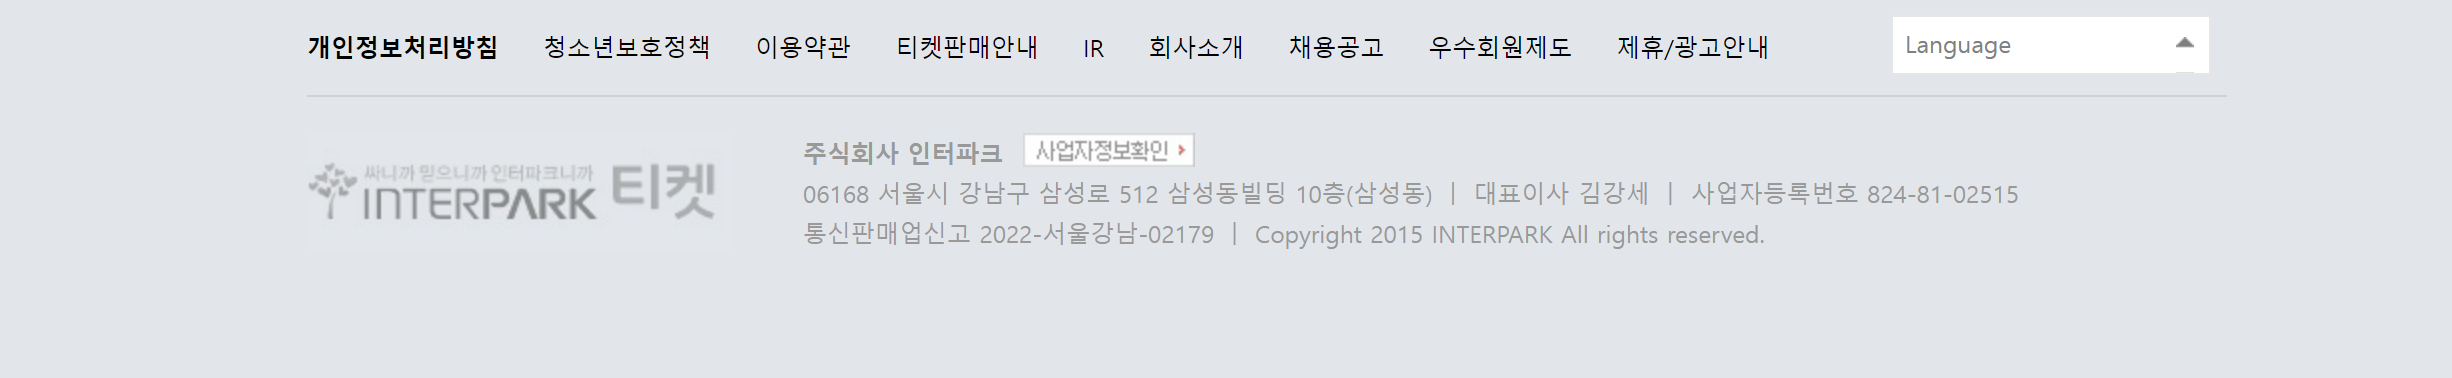 개인정보처리방침 청소년보호정책 이용약관 티켓판매안내 IR 회사소개 채용공고 우수회원제도 제휴/광고안내 Language
싸니까 믿으니까 인터파크니까
INTERPARK 티켓
주식회사 인터파크 사업자정보확인
06168 서울시 강남구 삼성로 512 삼성동빌딩 10층(삼성동) | 대표이사 김강세 | 사업자등록번호 824-81-02515
통신판매업신고 2022-서울강남-02179 | Copyright 2015 INTERPARK All rights reserved.